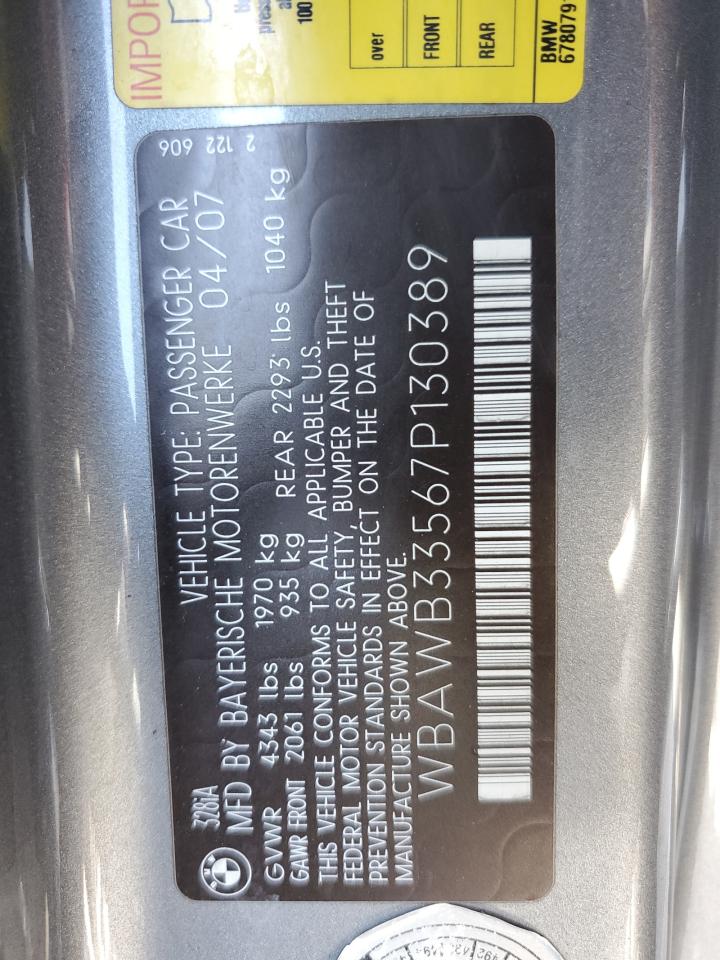 328iA VEHICLE TYPE: PASSENGER CAR
MFD BY BAYERISCHE MOTORENWERKE 04/07
GVWR 4343 lbs 1970 kg
GAWR FRONT 2061 lbs 935 kg REAR 2293 lbs 1040 kg
THIS VEHICLE CONFORMS TO ALL APPLICABLE U.S.
FEDERAL MOTOR VEHICLE SAFETY, BUMPER AND THEFT
PREVENTION STANDARDS IN EFFECT ON THE DATE OF
MANUFACTURE SHOWN ABOVE.
WBAWB33567P130389
2 122 606
IMPOR
100
over
FRONT
REAR
BMW
678079
BMW